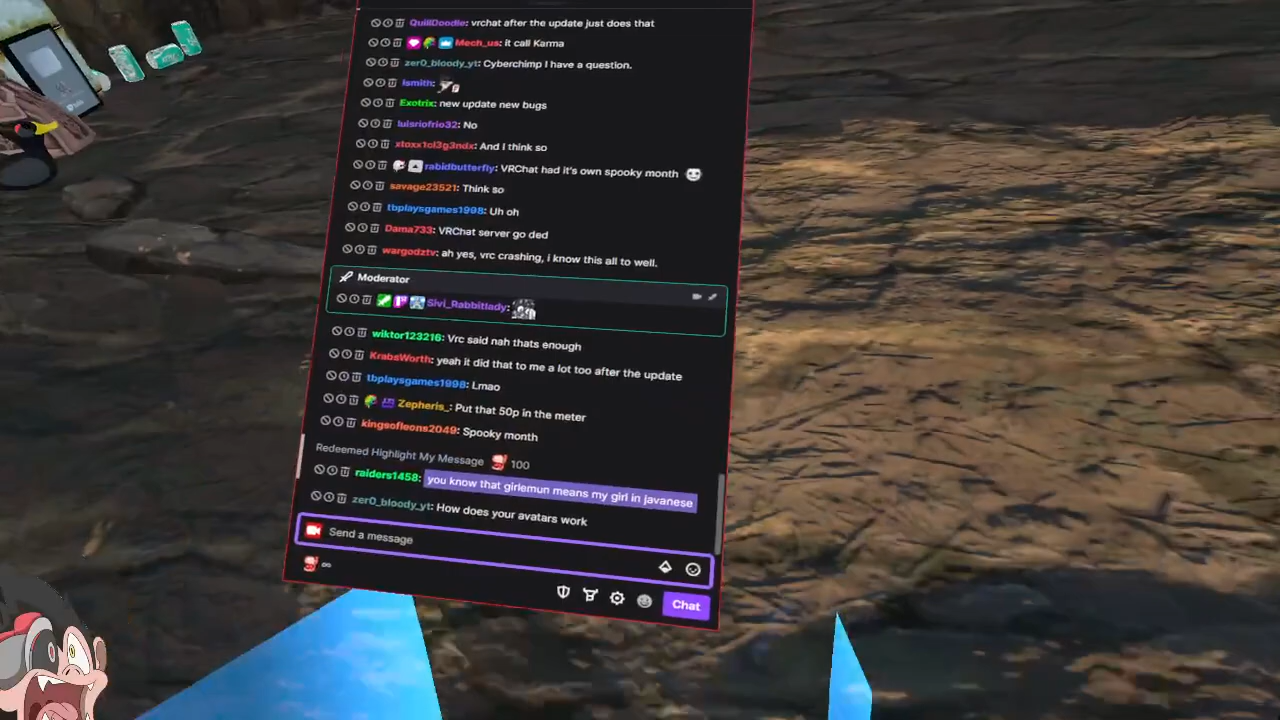 QuillDoodle: vrchat after the update just does that
Mech_us: it call Karma
zer0_bloody_yt: Cyberchimp I have a question.
Ismith:
Exotrix: new update new bugs
luisriofrio32: No
xloxx1cl3g3ndx: And I think so
rabidbutterfly: VRChat had it's own spooky month
savage23521: Think so
tbplaysgames1998: Uh oh
Dama733: VRChat server go ded
wargodztv: ah yes, vrc crashing, i know this all to well.
Moderator
Sivi_Rabbitlady:
wiktor123216: Vrc said nah thats enough
KrabsWorth: yeah it did that to me a lot too after the update
tbplaysgames1998: Lmao
Zepheris_: Put that 50p in the meter
kingsofleons2049: Spooky month
Redeemed Highlight My Message 100
raiders1458: you know that girlemun means my girl in javanese
zer0_bloody_yt: How does your avatars work
Send a message
∞
Chat